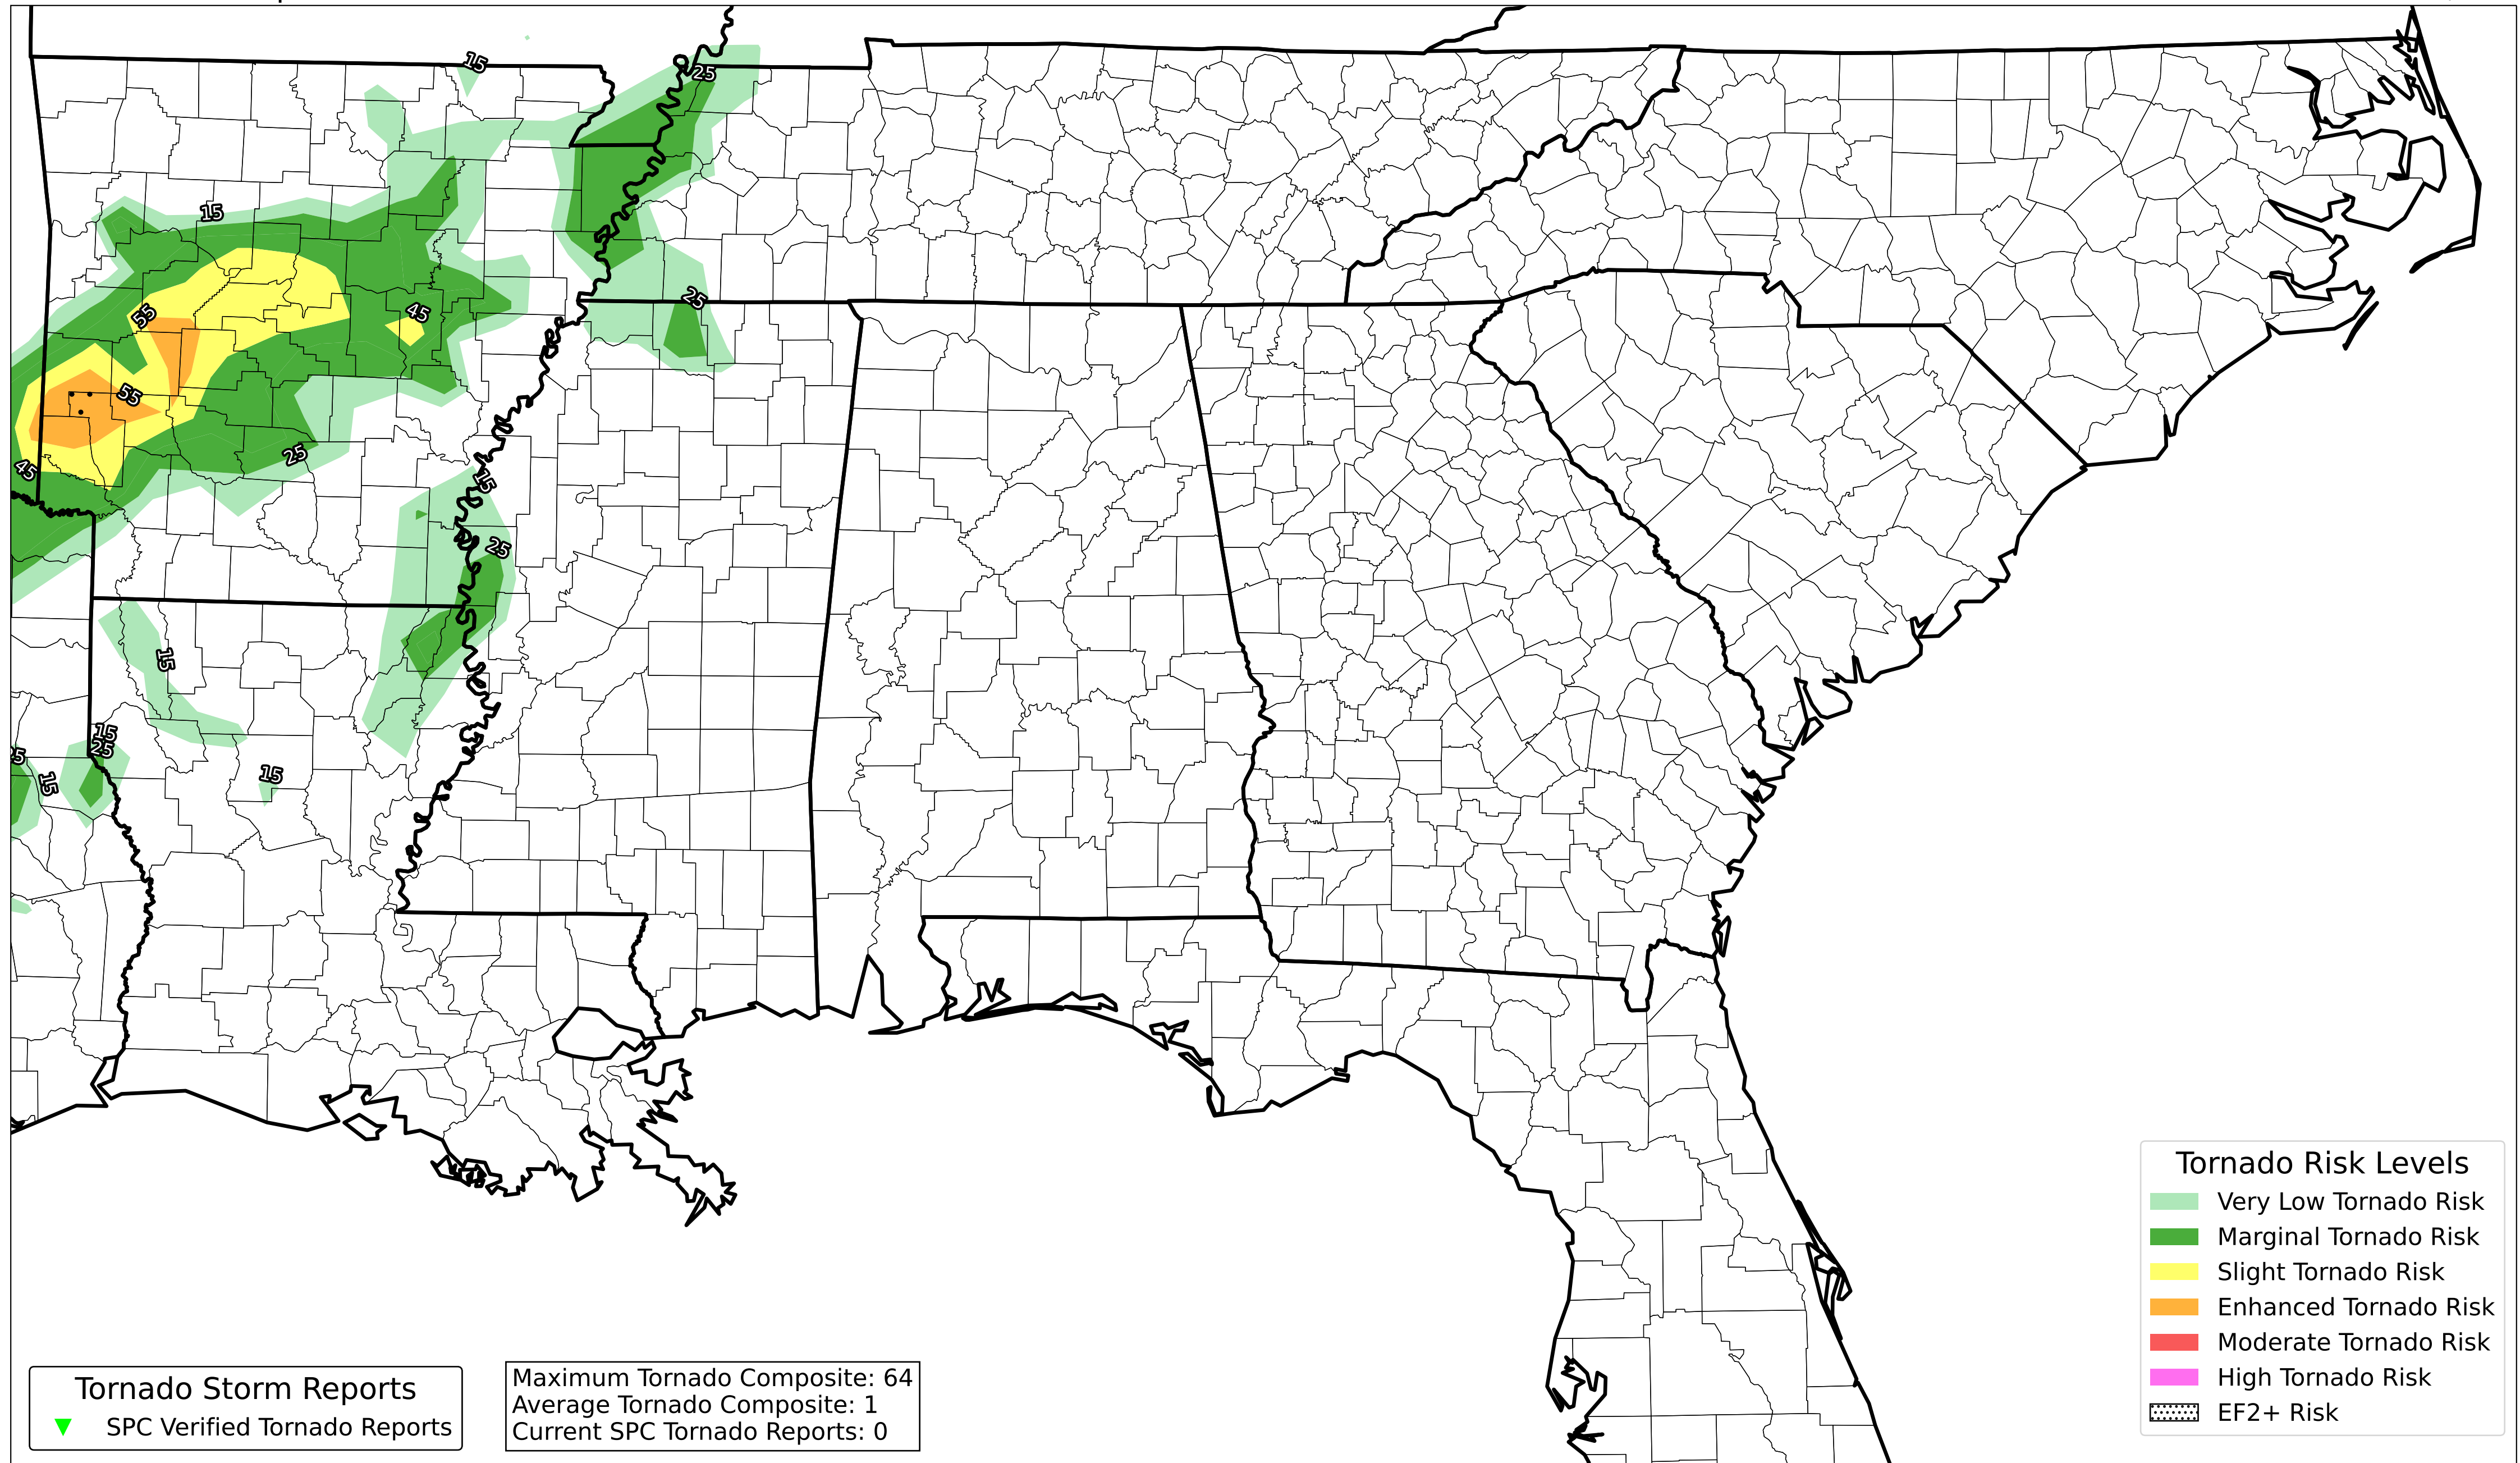 15
25
15
25
55
45
55
25
45
15
25
15
15
25
5
15
15
Tornado Risk Levels
Very Low Tornado Risk
Marginal Tornado Risk
Slight Tornado Risk
Enhanced Tornado Risk
Moderate Tornado Risk
High Tornado Risk
EF2+ Risk
Tornado Storm Reports
SPC Verified Tornado Reports
Maximum Tornado Composite: 64
Average Tornado Composite: 1
Current SPC Tornado Reports: 0